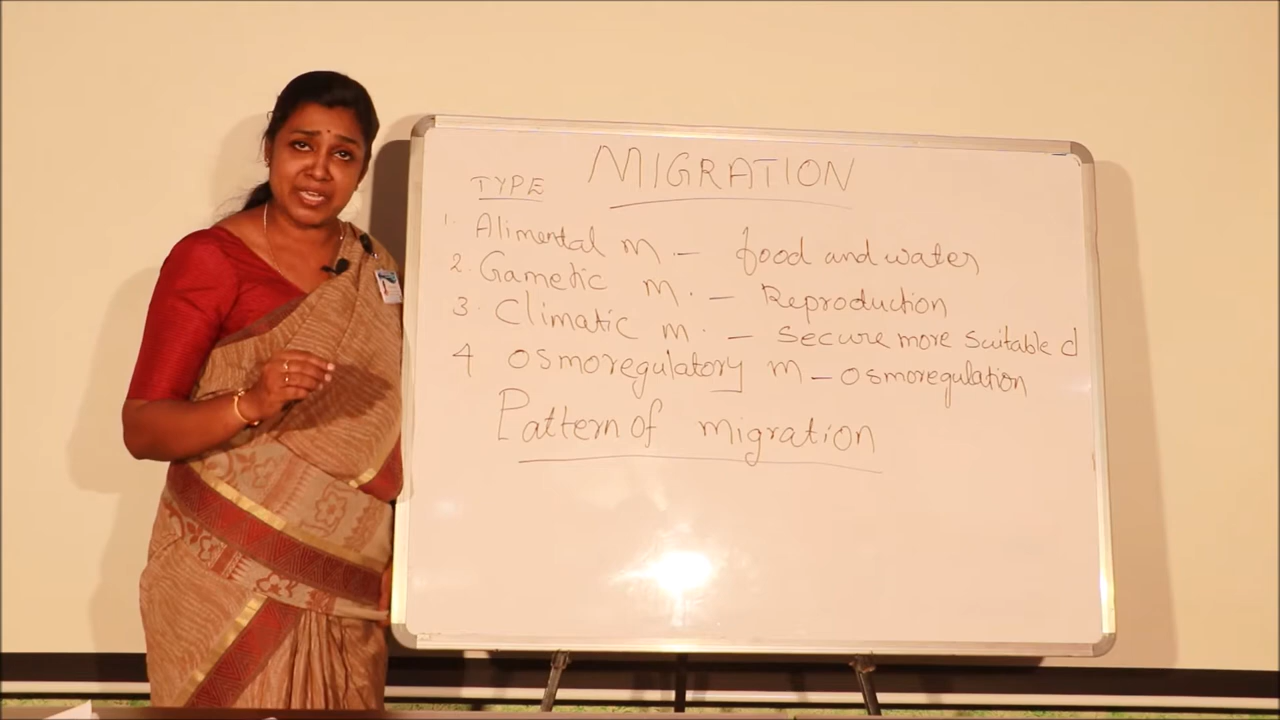 MIGRATION
TYPE
1. Alimental m. - food and water
2. Gametic m. - Reproduction
3. Climatic m. - Secure more suitable d
4 Osmoregulatory m - Osmoregulation
Pattern of migration